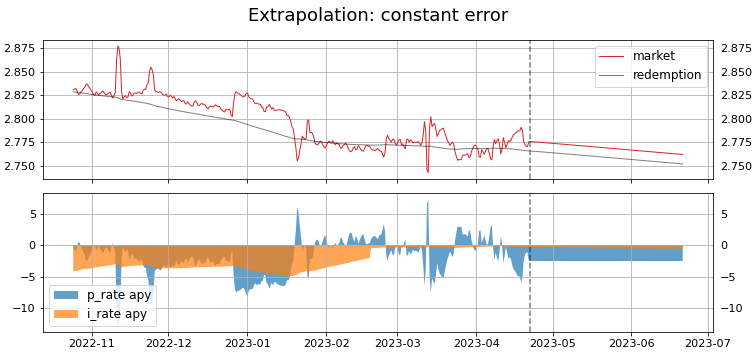 Extrapolation: constant error
2.875 2.875
2.850 2.850
2.825 2.825
2.800 2.800
2.775 2.775
2.750 2.750
market
redemption
5 5
0 0
−5 −5
−10 −10
p_rate apy
i_rate apy
2022-11 2022-12 2023-01 2023-02 2023-03 2023-04 2023-05 2023-06 2023-07